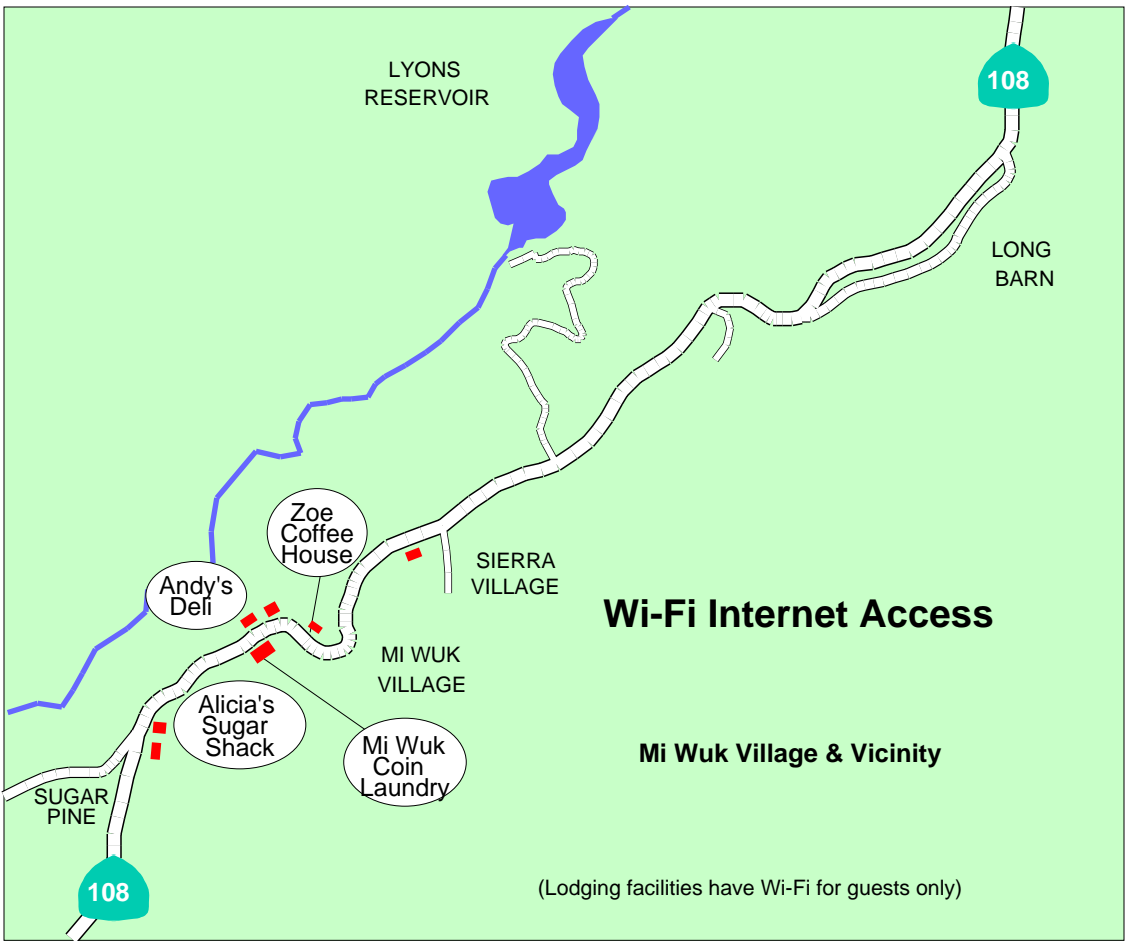 LYONS
RESERVOIR
108
LONG
BARN
Zoe
Coffee
House
SIERRA
VILLAGE
Andy's
Deli
Wi-Fi Internet Access
MI WUK
VILLAGE
Alicia's
Sugar
Shack
Mi Wuk
Coin
Laundry
Mi Wuk Village & Vicinity
SUGAR
PINE
108
(Lodging facilities have Wi-Fi for guests only)